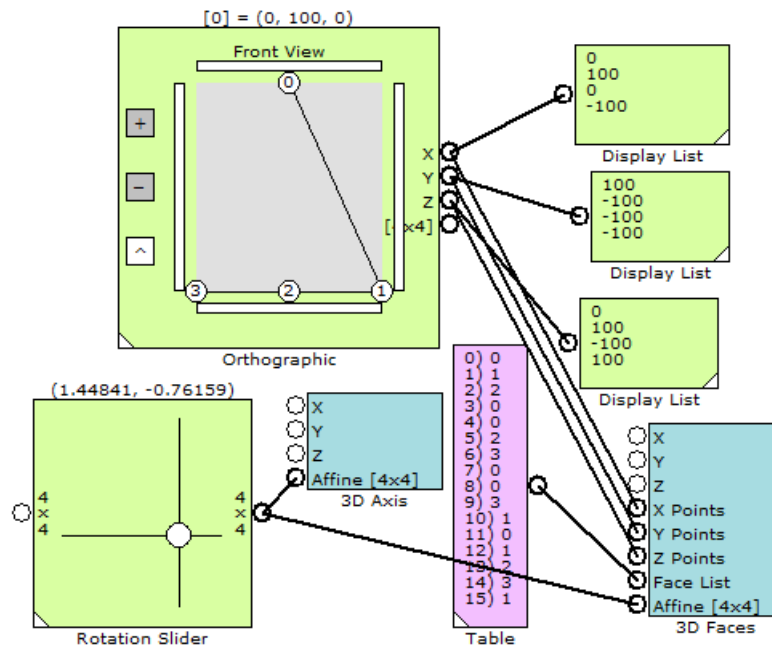 [0] = (0, 100, 0)
Front View
0
+
−
^
3
2
1
X
Y
Z
[4x4]
Orthographic
0
100
0
-100
Display List
100
-100
-100
-100
Display List
0
100
-100
100
Display List
(1.44841, -0.76159)
4
x
4
4
x
4
Rotation Slider
X
Y
Z
Affine [4x4]
3D Axis
0) 0
1) 1
2) 2
3) 0
4) 0
5) 2
6) 3
7) 0
8) 0
9) 3
10) 1
11) 0
12) 1
13) 2
14) 3
15) 1
Table
X
Y
Z
X Points
Y Points
Z Points
Face List
Affine [4x4]
3D Faces